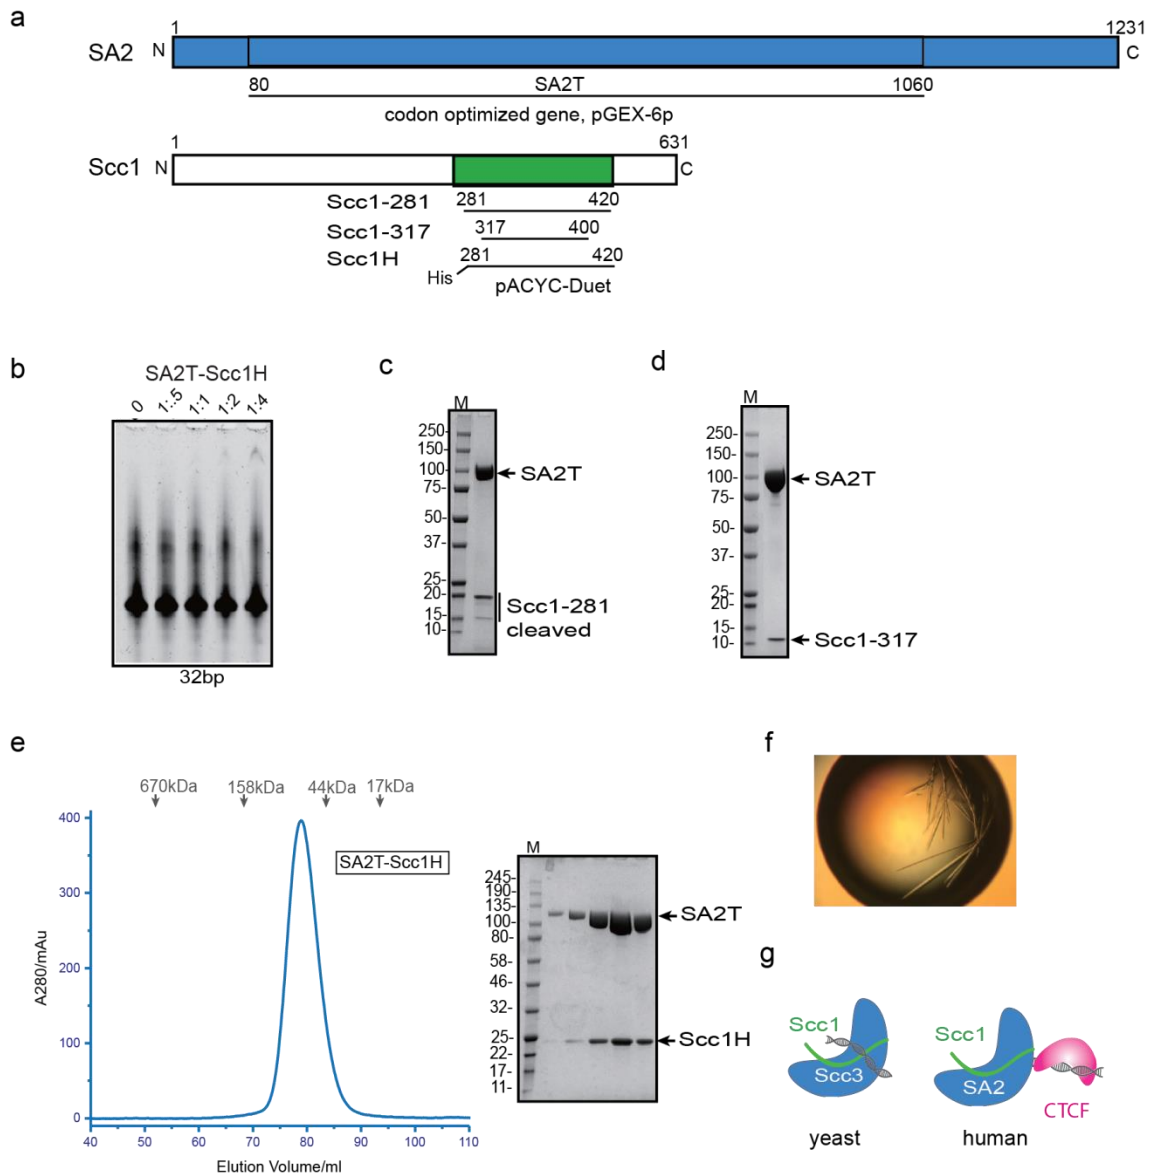 a
1 1231
SA2 N C
80 SA2T 1060
codon optimized gene, pGEX-6p
1 631
Scc1 N C
Scc1-281 281 420
Scc1-317 317 400
Scc1H 281 420
His pACYC-Duet
b
SA2T-Scc1H
0 1:.5 1:1 1:2 1:4
32bp
c
M
250-
150-
100- SA2T
75-
50-
37-
25-
20-
15- Scc1-281
10- cleaved
d
M
250-
150-
100- SA2T
75-
50-
37-
25-
20-
15-
10- Scc1-317
e
670kDa 158kDa 44kDa 17kDa
SA2T-Scc1H
400
300
200
100
0
A280/mAu
40 50 60 70 80 90 100 110
Elution Volume/ml
M
245-
190-
135-
100- SA2T
80-
58-
46-
32-
25- Scc1H
22-
17-
11-
f
g
Scc1 Scc1
Scc3 SA2
CTCF
yeast human